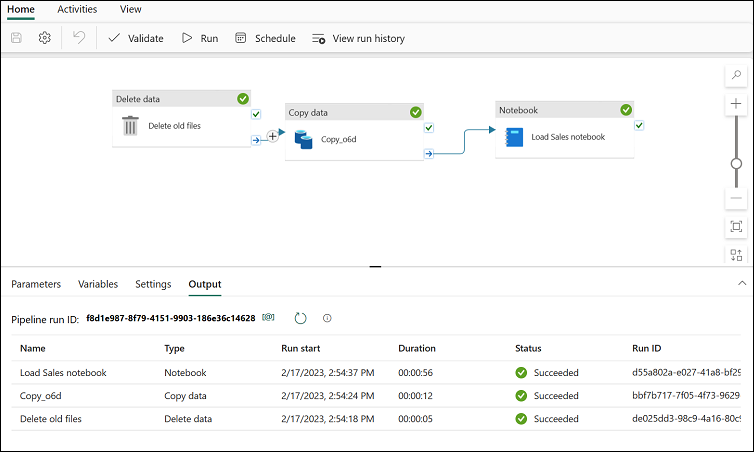 Home Activities View
Validate Run Schedule View run history
Delete data
Delete old files
Copy data
Copy_o6d
Notebook
Load Sales notebook
Parameters Variables Settings Output
Pipeline run ID: f8d1e987-8f79-4151-9903-186e36c14628 [@]
Name Type Run start Duration Status Run ID
Load Sales notebook Notebook 2/17/2023, 2:54:37 PM 00:00:56 Succeeded d55a802a-e027-41a8-bf29
Copy_o6d Copy data 2/17/2023, 2:54:24 PM 00:00:12 Succeeded bbf7b717-7f05-4f73-9629
Delete old files Delete data 2/17/2023, 2:54:18 PM 00:00:05 Succeeded de025dd3-98c9-4a16-80c9